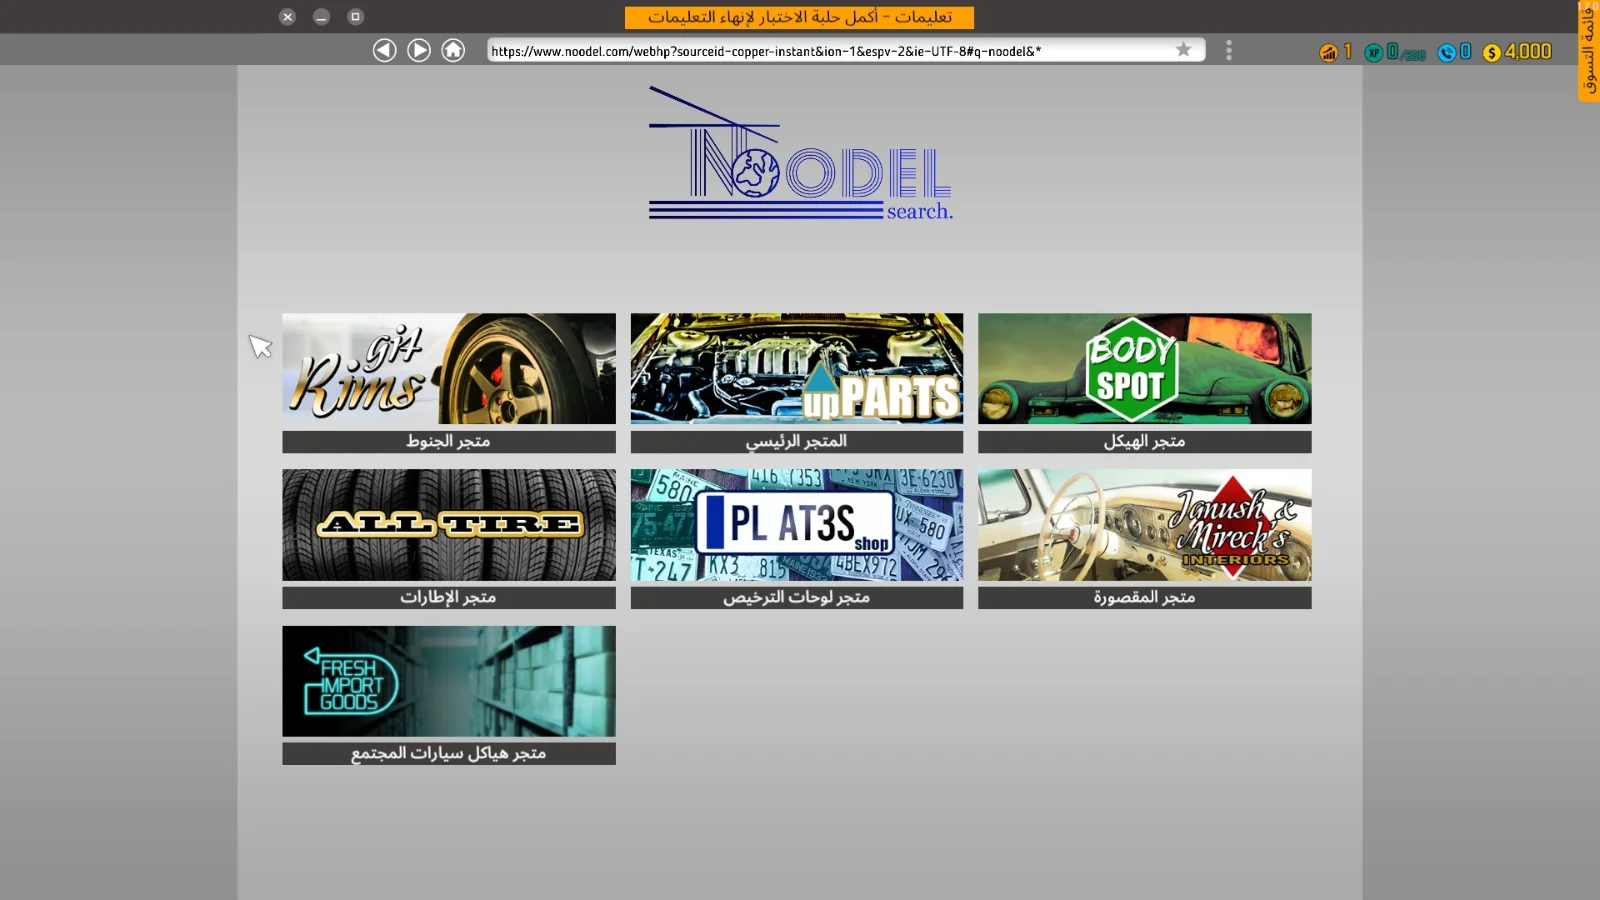 تعليمات - أكمل حلبة الاختبار لإنهاء التعليمات
https://www.noodel.com/webhp?sourceid-copper-instant&ion-1&espv-2&ie-UTF-8#q-noodel&*
1
XP 0/300
0
$ 4,000
قائمة التسوق
NOODEL
search.
gi4
Rims
upPARTS
BODY
SPOT
متجر الجنوط
المتجر الرئيسي
متجر الهيكل
ALL TIRE
PL AT3S
shop
Janush &
Mireck's
INTERIORS
متجر الإطارات
متجر لوحات الترخيص
متجر المقصورة
FRESH
IMPORT
GOODS
متجر هياكل سيارات المجتمع